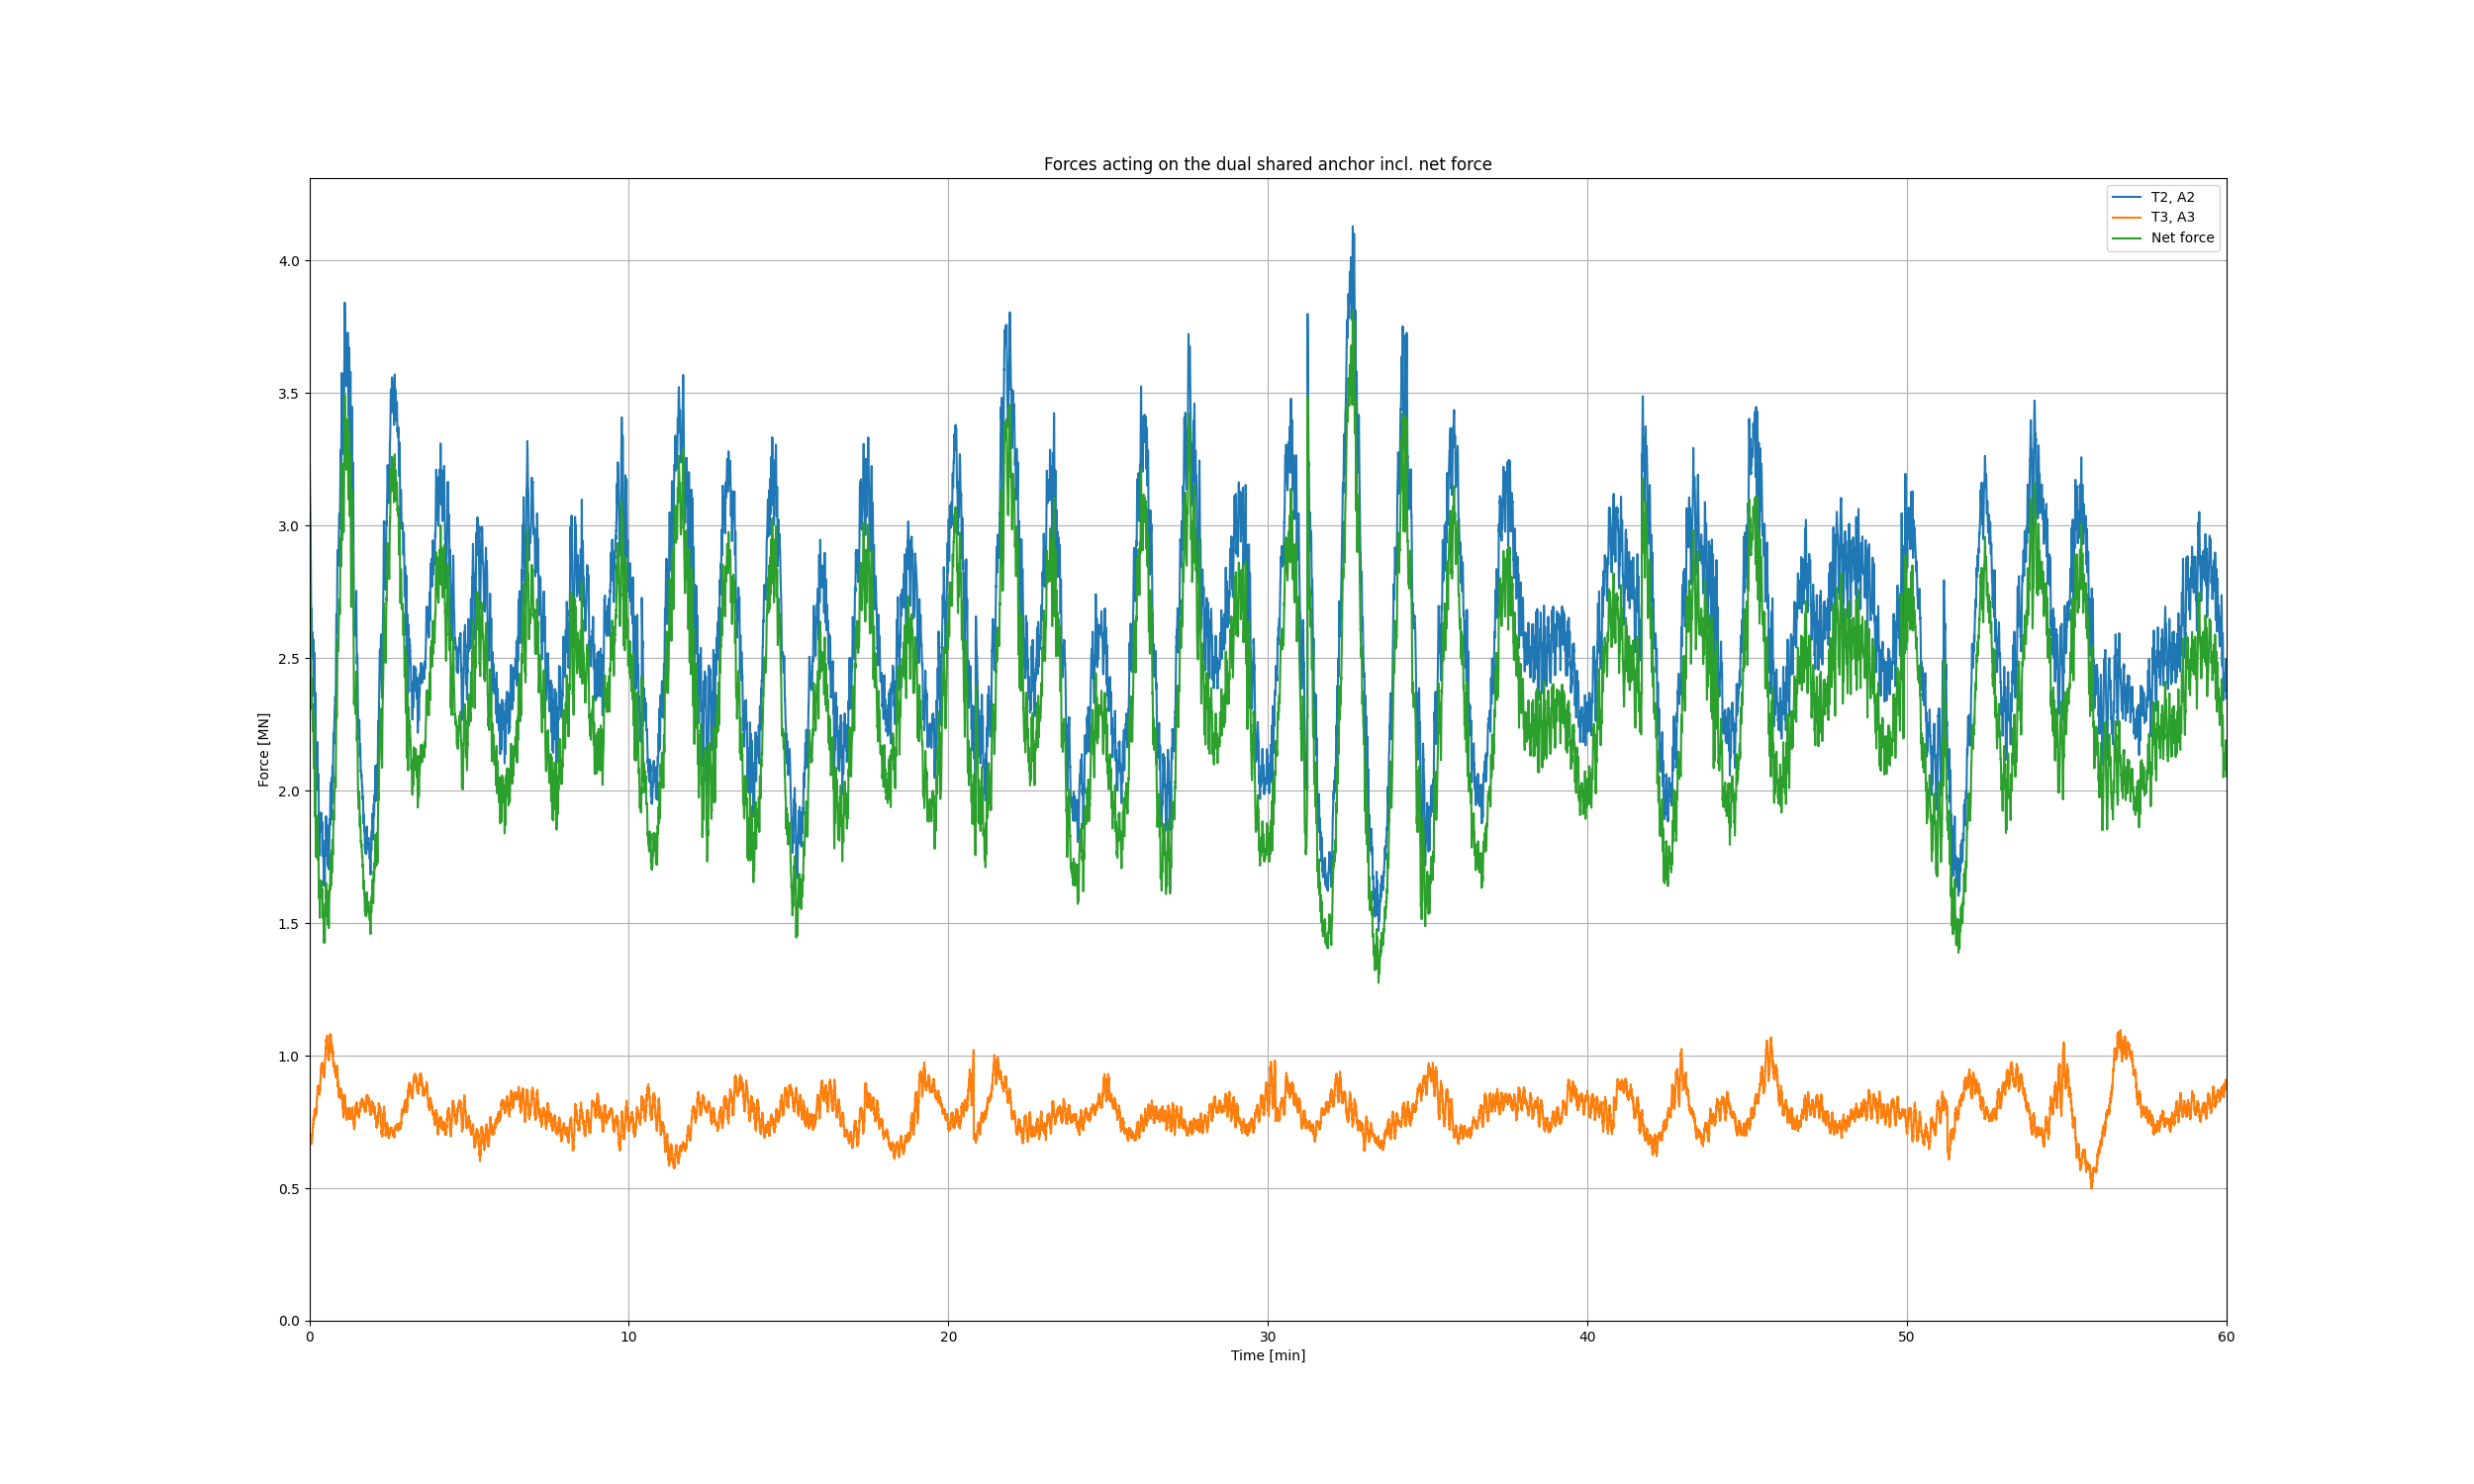 Forces acting on the dual shared anchor incl. net force
T2, A2
T3, A3
Net force
Force [MN]
4.0
3.5
3.0
2.5
2.0
1.5
1.0
0.5
0.0
0 10 20 30 40 50 60
Time [min]